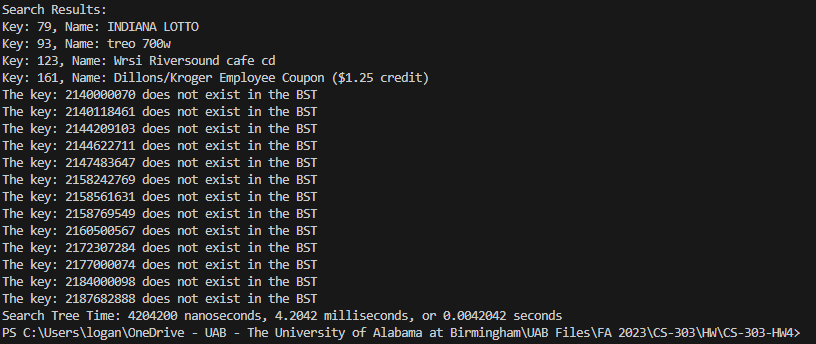 Search Results:
Key: 79, Name: INDIANA LOTTO
Key: 93, Name: treo 700w
Key: 123, Name: Wrsi Riversound cafe cd
Key: 161, Name: Dillons/Kroger Employee Coupon ($1.25 credit)
The key: 2140000070 does not exist in the BST
The key: 2140118461 does not exist in the BST
The key: 2144209103 does not exist in the BST
The key: 2144622711 does not exist in the BST
The key: 2147483647 does not exist in the BST
The key: 2158242769 does not exist in the BST
The key: 2158561631 does not exist in the BST
The key: 2158769549 does not exist in the BST
The key: 2160500567 does not exist in the BST
The key: 2172307284 does not exist in the BST
The key: 2177000074 does not exist in the BST
The key: 2184000098 does not exist in the BST
The key: 2187682888 does not exist in the BST
Search Tree Time: 4204200 nanoseconds, 4.2042 milliseconds, or 0.0042042 seconds
PS C:\Users\logan\OneDrive - UAB - The University of Alabama at Birmingham\UAB Files\FA 2023\CS-303\HW\CS-303-HW4>